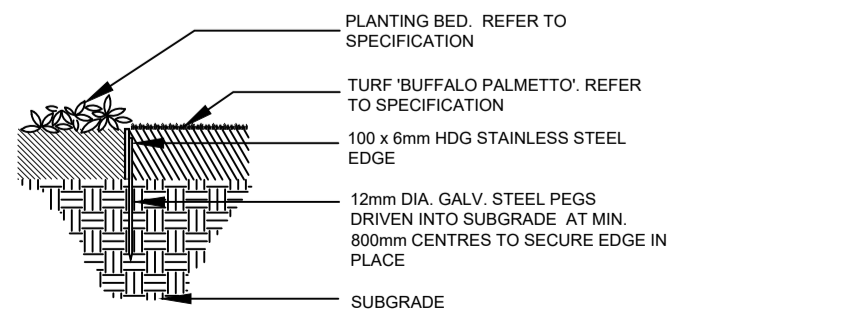 PLANTING BED. REFER TO
SPECIFICATION
TURF 'BUFFALO PALMETTO'. REFER
TO SPECIFICATION
100 x 6mm HDG STAINLESS STEEL
EDGE
12mm DIA. GALV. STEEL PEGS
DRIVEN INTO SUBGRADE AT MIN.
800mm CENTRES TO SECURE EDGE IN
PLACE
SUBGRADE